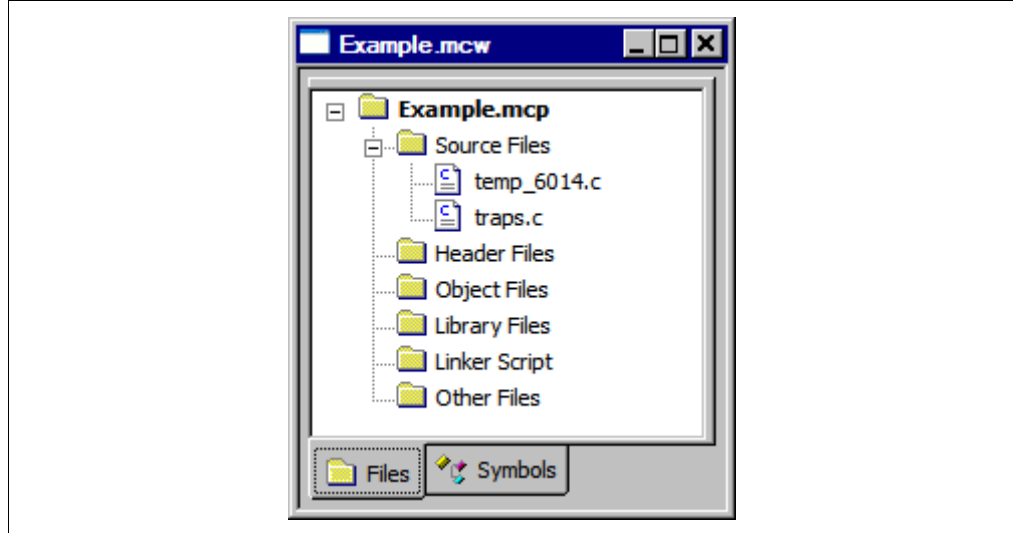 Example.mcw
Example.mcp
Source Files
temp_6014.c
traps.c
Header Files
Object Files
Library Files
Linker Script
Other Files
Files Symbols